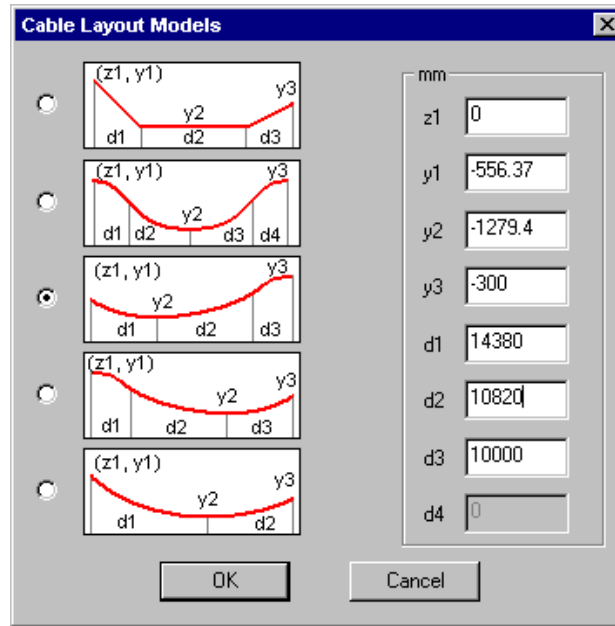 Cable Layout Models
(z1, y1)
y3
y2
d1 d2 d3
(z1, y1) y3
y2
d1 d2 d3 d4
(z1, y1) y3
y2
d1 d2 d3
(z1, y1)
y2 y3
d1 d2 d3
(z1, y1)
y3
y2
d1 d2
mm
z1 0
y1 -556.37
y2 -1279.4
y3 -300
d1 14380
d2 10820
d3 10000
d4 0
OK Cancel